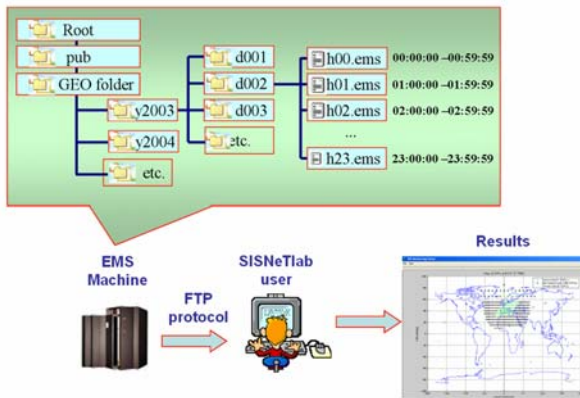 Root
pub
GEO folder
y2003
y2004
etc.
d001
d002
d003
etc.
h00.ems 00:00:00 –00:59:59
h01.ems 01:00:00 –01:59:59
h02.ems 02:00:00 –02:59:59
...
h23.ems 23:00:00 –23:59:59
EMS
Machine
FTP
protocol
SISNeTlab
user
Results